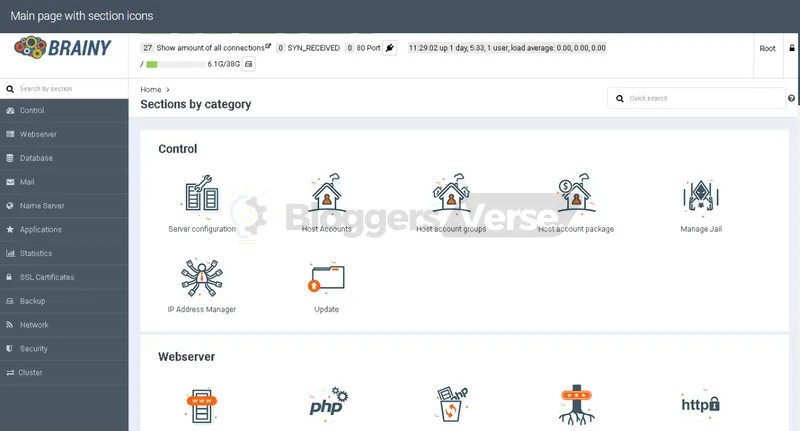 Main page with section icons
BRAINY
27 Show amount of all connections 0 SYN_RECEIVED 0 80 Port 11:29:02 up 1 day, 5:33, 1 user, load average: 0.00, 0.00, 0.00
/ 6.1G/38G
Root
Search by section
Control
Webserver
Database
Mail
Name Server
Applications
Statistics
SSL Certificates
Backup
Network
Security
Cluster
Home >
Sections by category
Quick search
Control
Server configuration
Host Accounts
Host account groups
Host account package
Manage Jail
Bloggers Verse
IP Address Manager
Update
Webserver
www
php
php
***
http